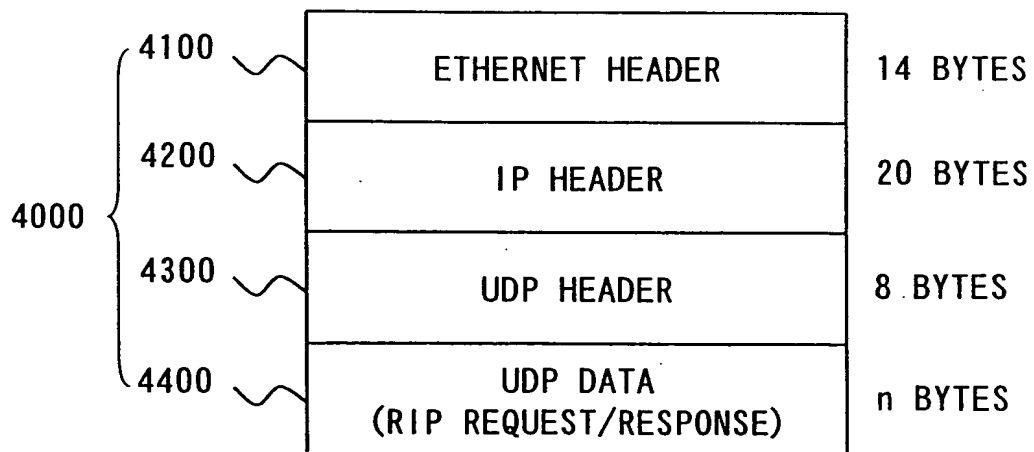 4100 ETHERNET HEADER 14 BYTES
4200 IP HEADER 20 BYTES
4000
4300 UDP HEADER 8 BYTES
4400 UDP DATA
(RIP REQUEST/RESPONSE) n BYTES